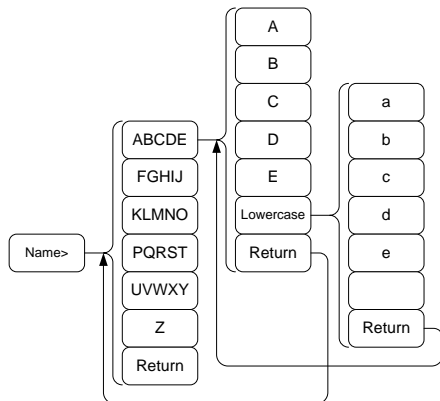 Name>
ABCDE
FGHIJ
KLMNO
PQRST
UVWXY
Z
Return
A
B
C
D
E
Lowercase
Return
a
b
c
d
e
Return